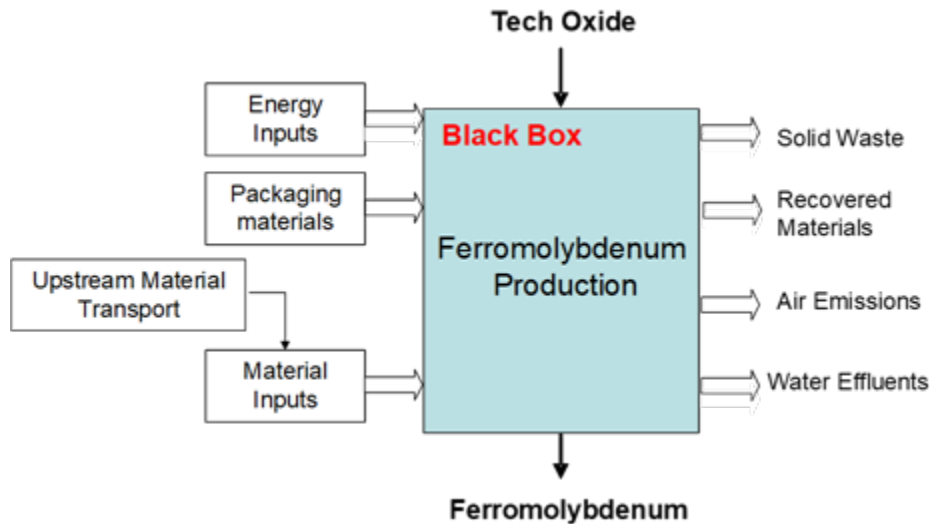 Tech Oxide
Energy
Inputs
Black Box
Solid Waste
Packaging
materials
Recovered
Materials
Ferromolybdenum
Production
Upstream Material
Transport
Air Emissions
Material
Inputs
Water Effluents
Ferromolybdenum